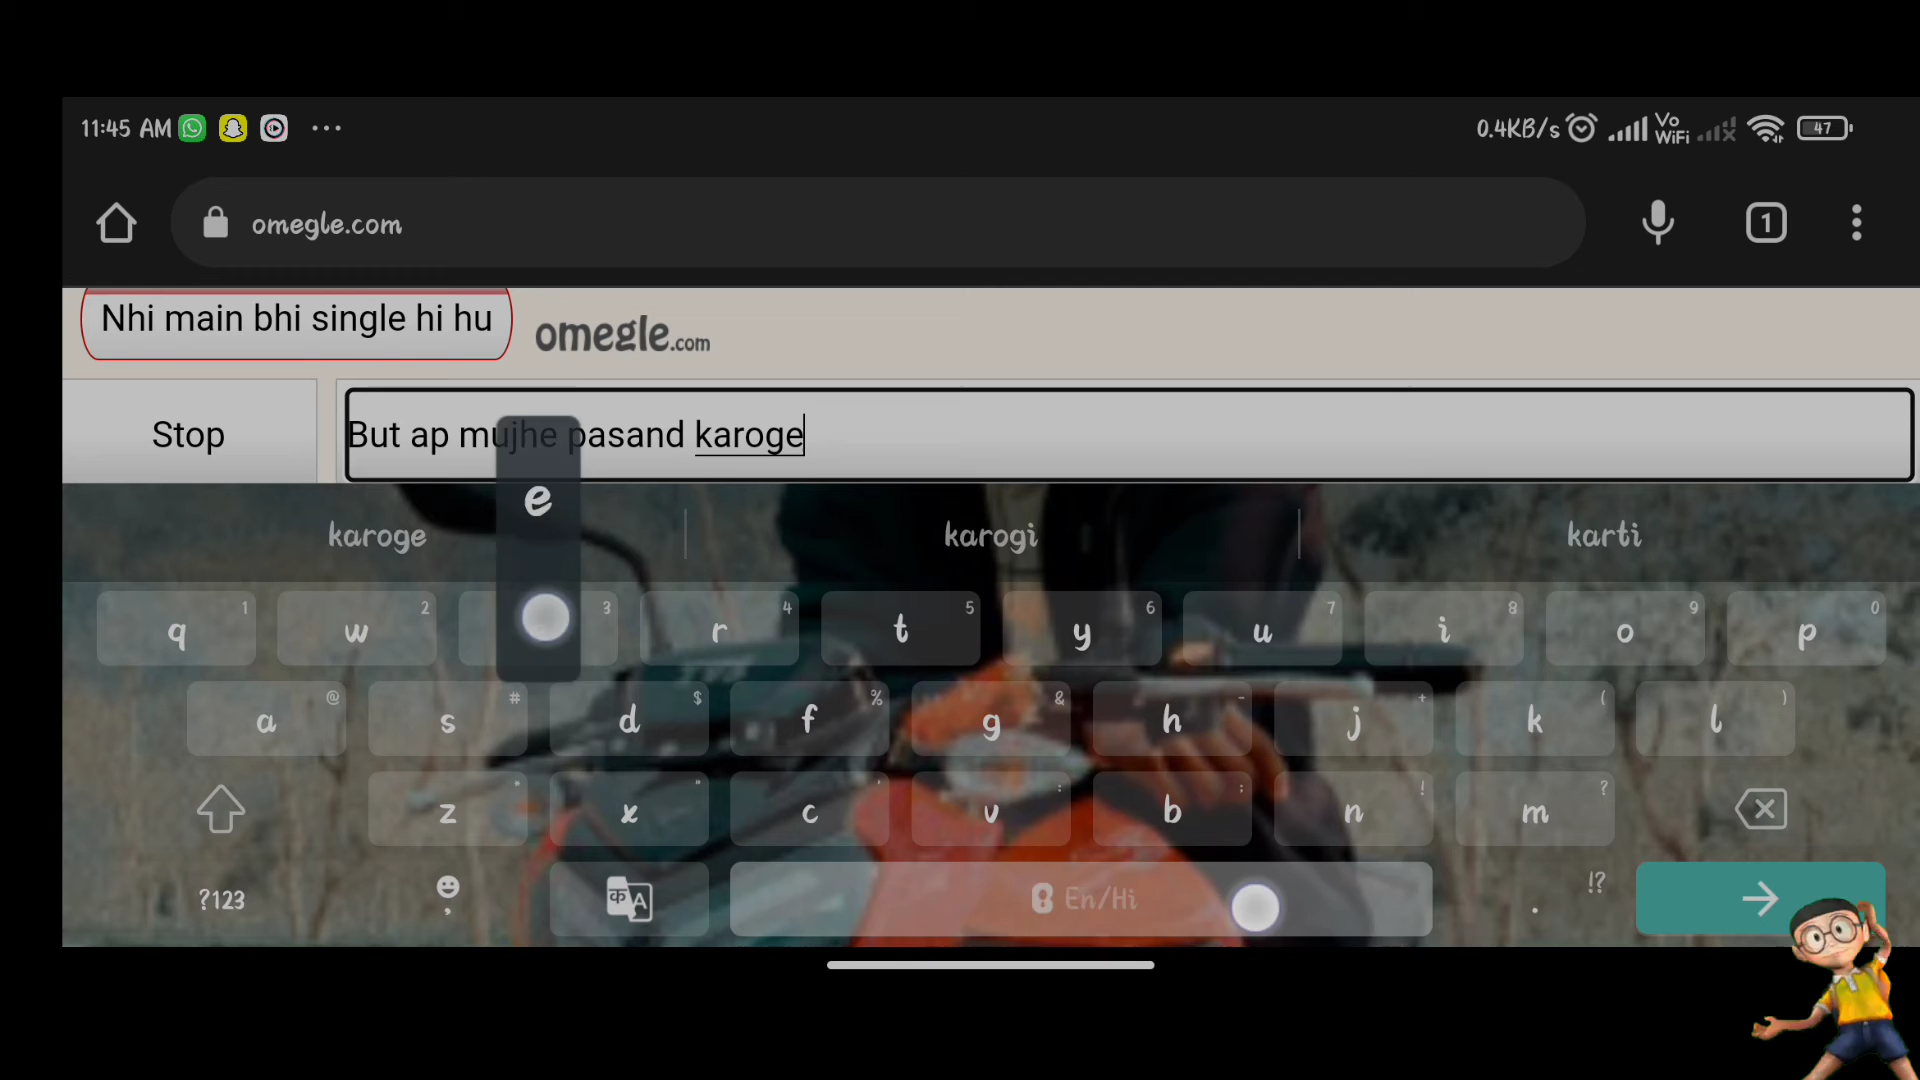 11:45 AM ... 0.4KB/s Vo WiFi 47
omegle.com 1
Nhi main bhi single hi hu
omegle.com
Stop
But ap mujhe pasand karoge
e
karoge karogi karti
q 1 w 2 3 r 4 t 5 y 6 u 7 i 8 o 9 p 0
a @ s # d $ f % g & h - j + k ( l )
z * x " c ' v : b ; n ! m ?
?123 , क A En/Hi . !?